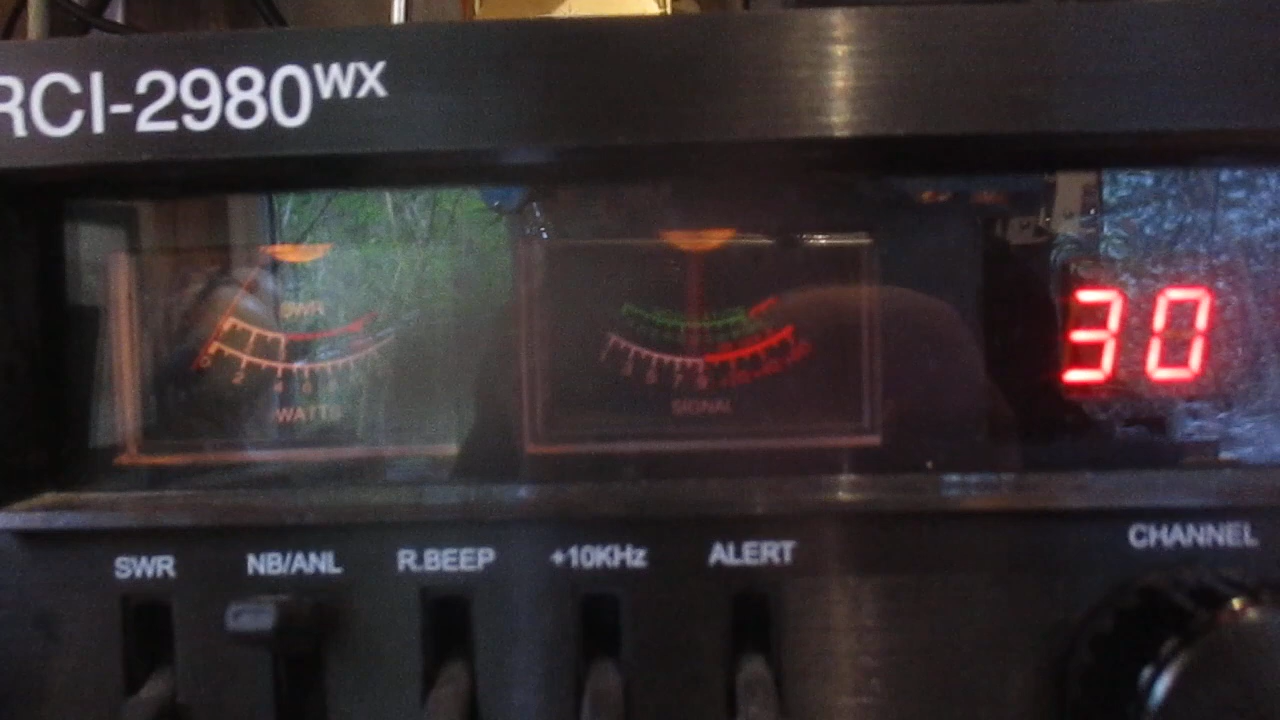 RCI-2980WX
SWR
WATTS
SIGNAL
30
SWR NB/ANL R.BEEP +10KHz ALERT CHANNEL